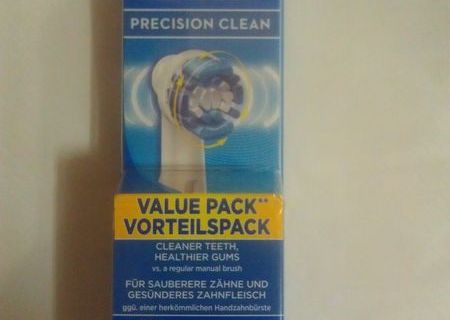 PRECISION CLEAN
VALUE PACK**
VORTEILSPACK
CLEANER TEETH,
HEALTHIER GUMS
vs. a regular manual brush
FÜR SAUBERERE ZÄHNE UND
GESÜNDERES ZAHNFLEISCH
ggü. einer herkömmlichen Handzahnbürste